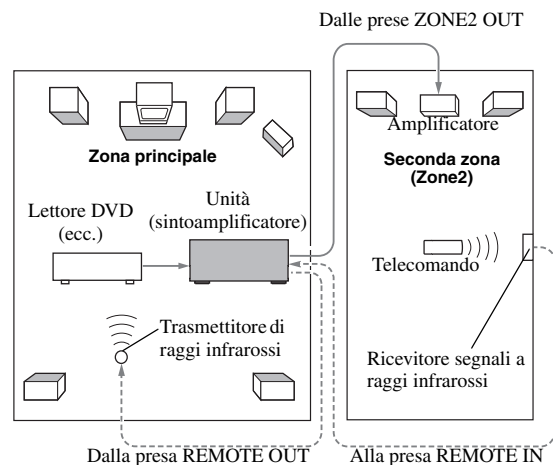 Dalle prese ZONE2 OUT
Amplificatore
Zona principale
Seconda zona
(Zone2)
Unità
(sintoamplificatore)
Lettore DVD
(ecc.)
Telecomando
Trasmettitore di
raggi infrarossi
Ricevitore segnali a
raggi infrarossi
Dalla presa REMOTE OUT
Alla presa REMOTE IN